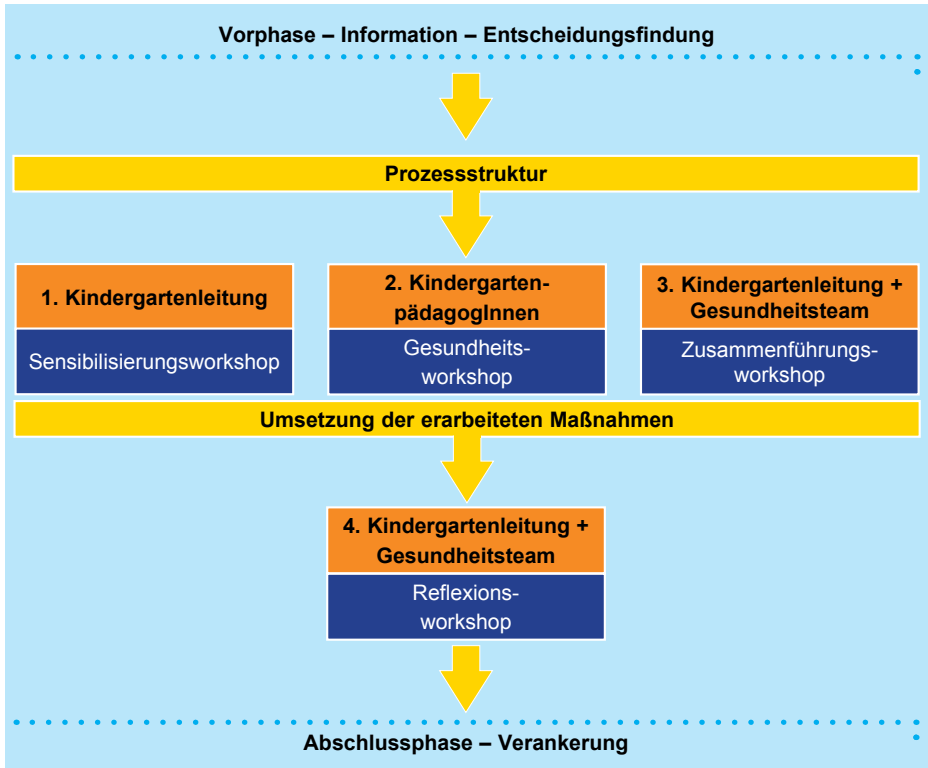 Vorphase – Information – Entscheidungsfindung
Prozessstruktur
1. Kindergartenleitung
Sensibilisierungsworkshop
2. Kindergarten-
pädagogInnen
Gesundheits-
workshop
3. Kindergartenleitung +
Gesundheitsteam
Zusammenführungs-
workshop
Umsetzung der erarbeiteten Maßnahmen
4. Kindergartenleitung +
Gesundheitsteam
Reflexions-
workshop
Abschlussphase – Verankerung